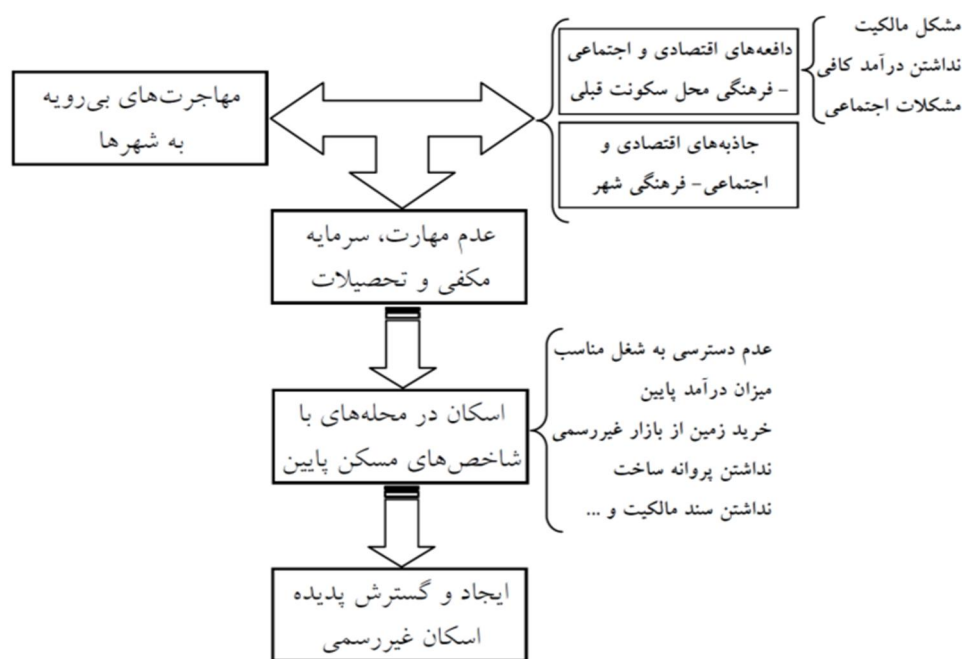 مشکل مالکیت
نداشتن درآمد کافی
مشکلات اجتماعی
دافعه‌های اقتصادی و اجتماعی
– فرهنگی محل سکونت قبلی
جاذبه‌های اقتصادی و
اجتماعی– فرهنگی شهر
مهاجرت‌های بی‌رویه
به شهرها
عدم مهارت، سرمایه
مکفی و تحصیلات
عدم دسترسی به شغل مناسب
میزان درآمد پایین
خرید زمین از بازار غیررسمی
نداشتن پروانه ساخت
نداشتن سند مالکیت و ...
اسکان در محله‌های با
شاخص‌های مسکن پایین
ایجاد و گسترش پدیده
اسکان غیررسمی